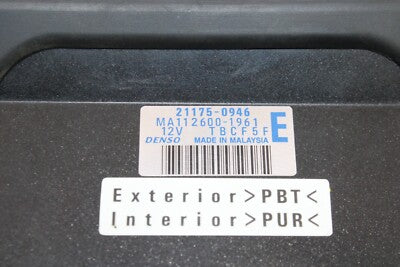 21175-0946
MA112600-1961
12V TBCF5F E
DENSO MADE IN MALAYSIA
Exterior>PBT<
Interior>PUR<